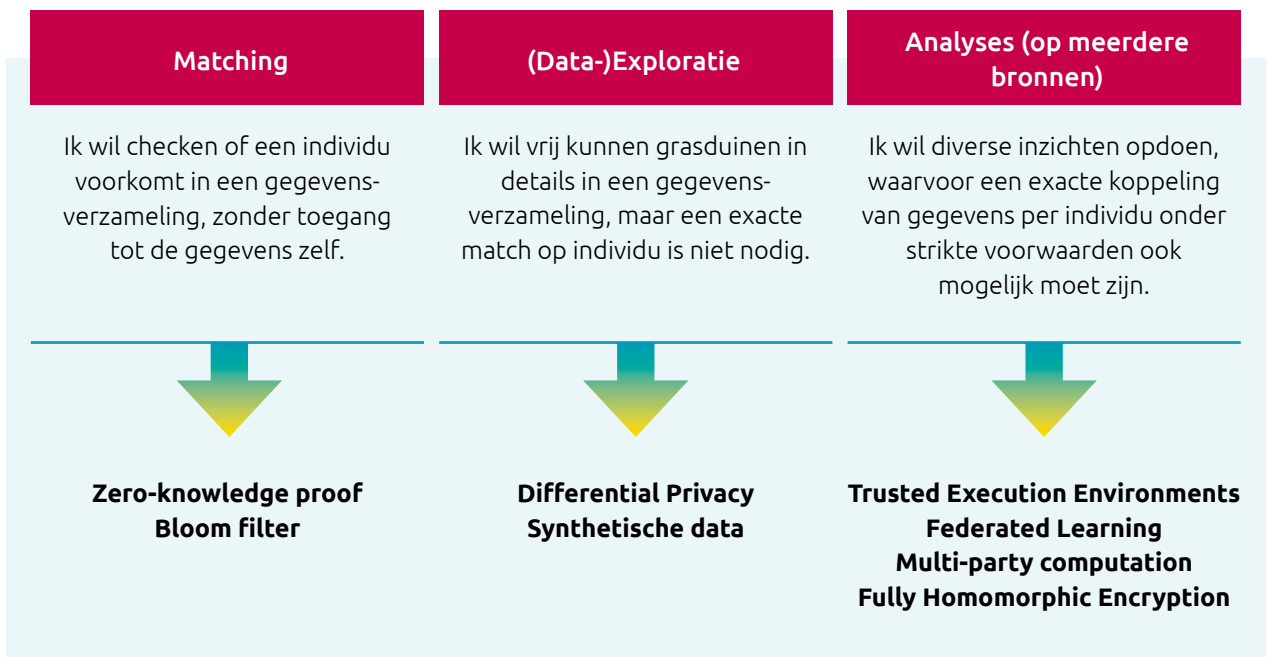 Matching
Ik wil checken of een individu
voorkomt in een gegevens-
verzameling, zonder toegang
tot de gegevens zelf.
Zero-knowledge proof
Bloom filter
(Data-)Exploratie
Ik wil vrij kunnen grasduinen in
details in een gegevens-
verzameling, maar een exacte
match op individu is niet nodig.
Differential Privacy
Synthetische data
Analyses (op meerdere
bronnen)
Ik wil diverse inzichten opdoen,
waarvoor een exacte koppeling
van gegevens per individu onder
strikte voorwaarden ook
mogelijk moet zijn.
Trusted Execution Environments
Federated Learning
Multi-party computation
Fully Homomorphic Encryption